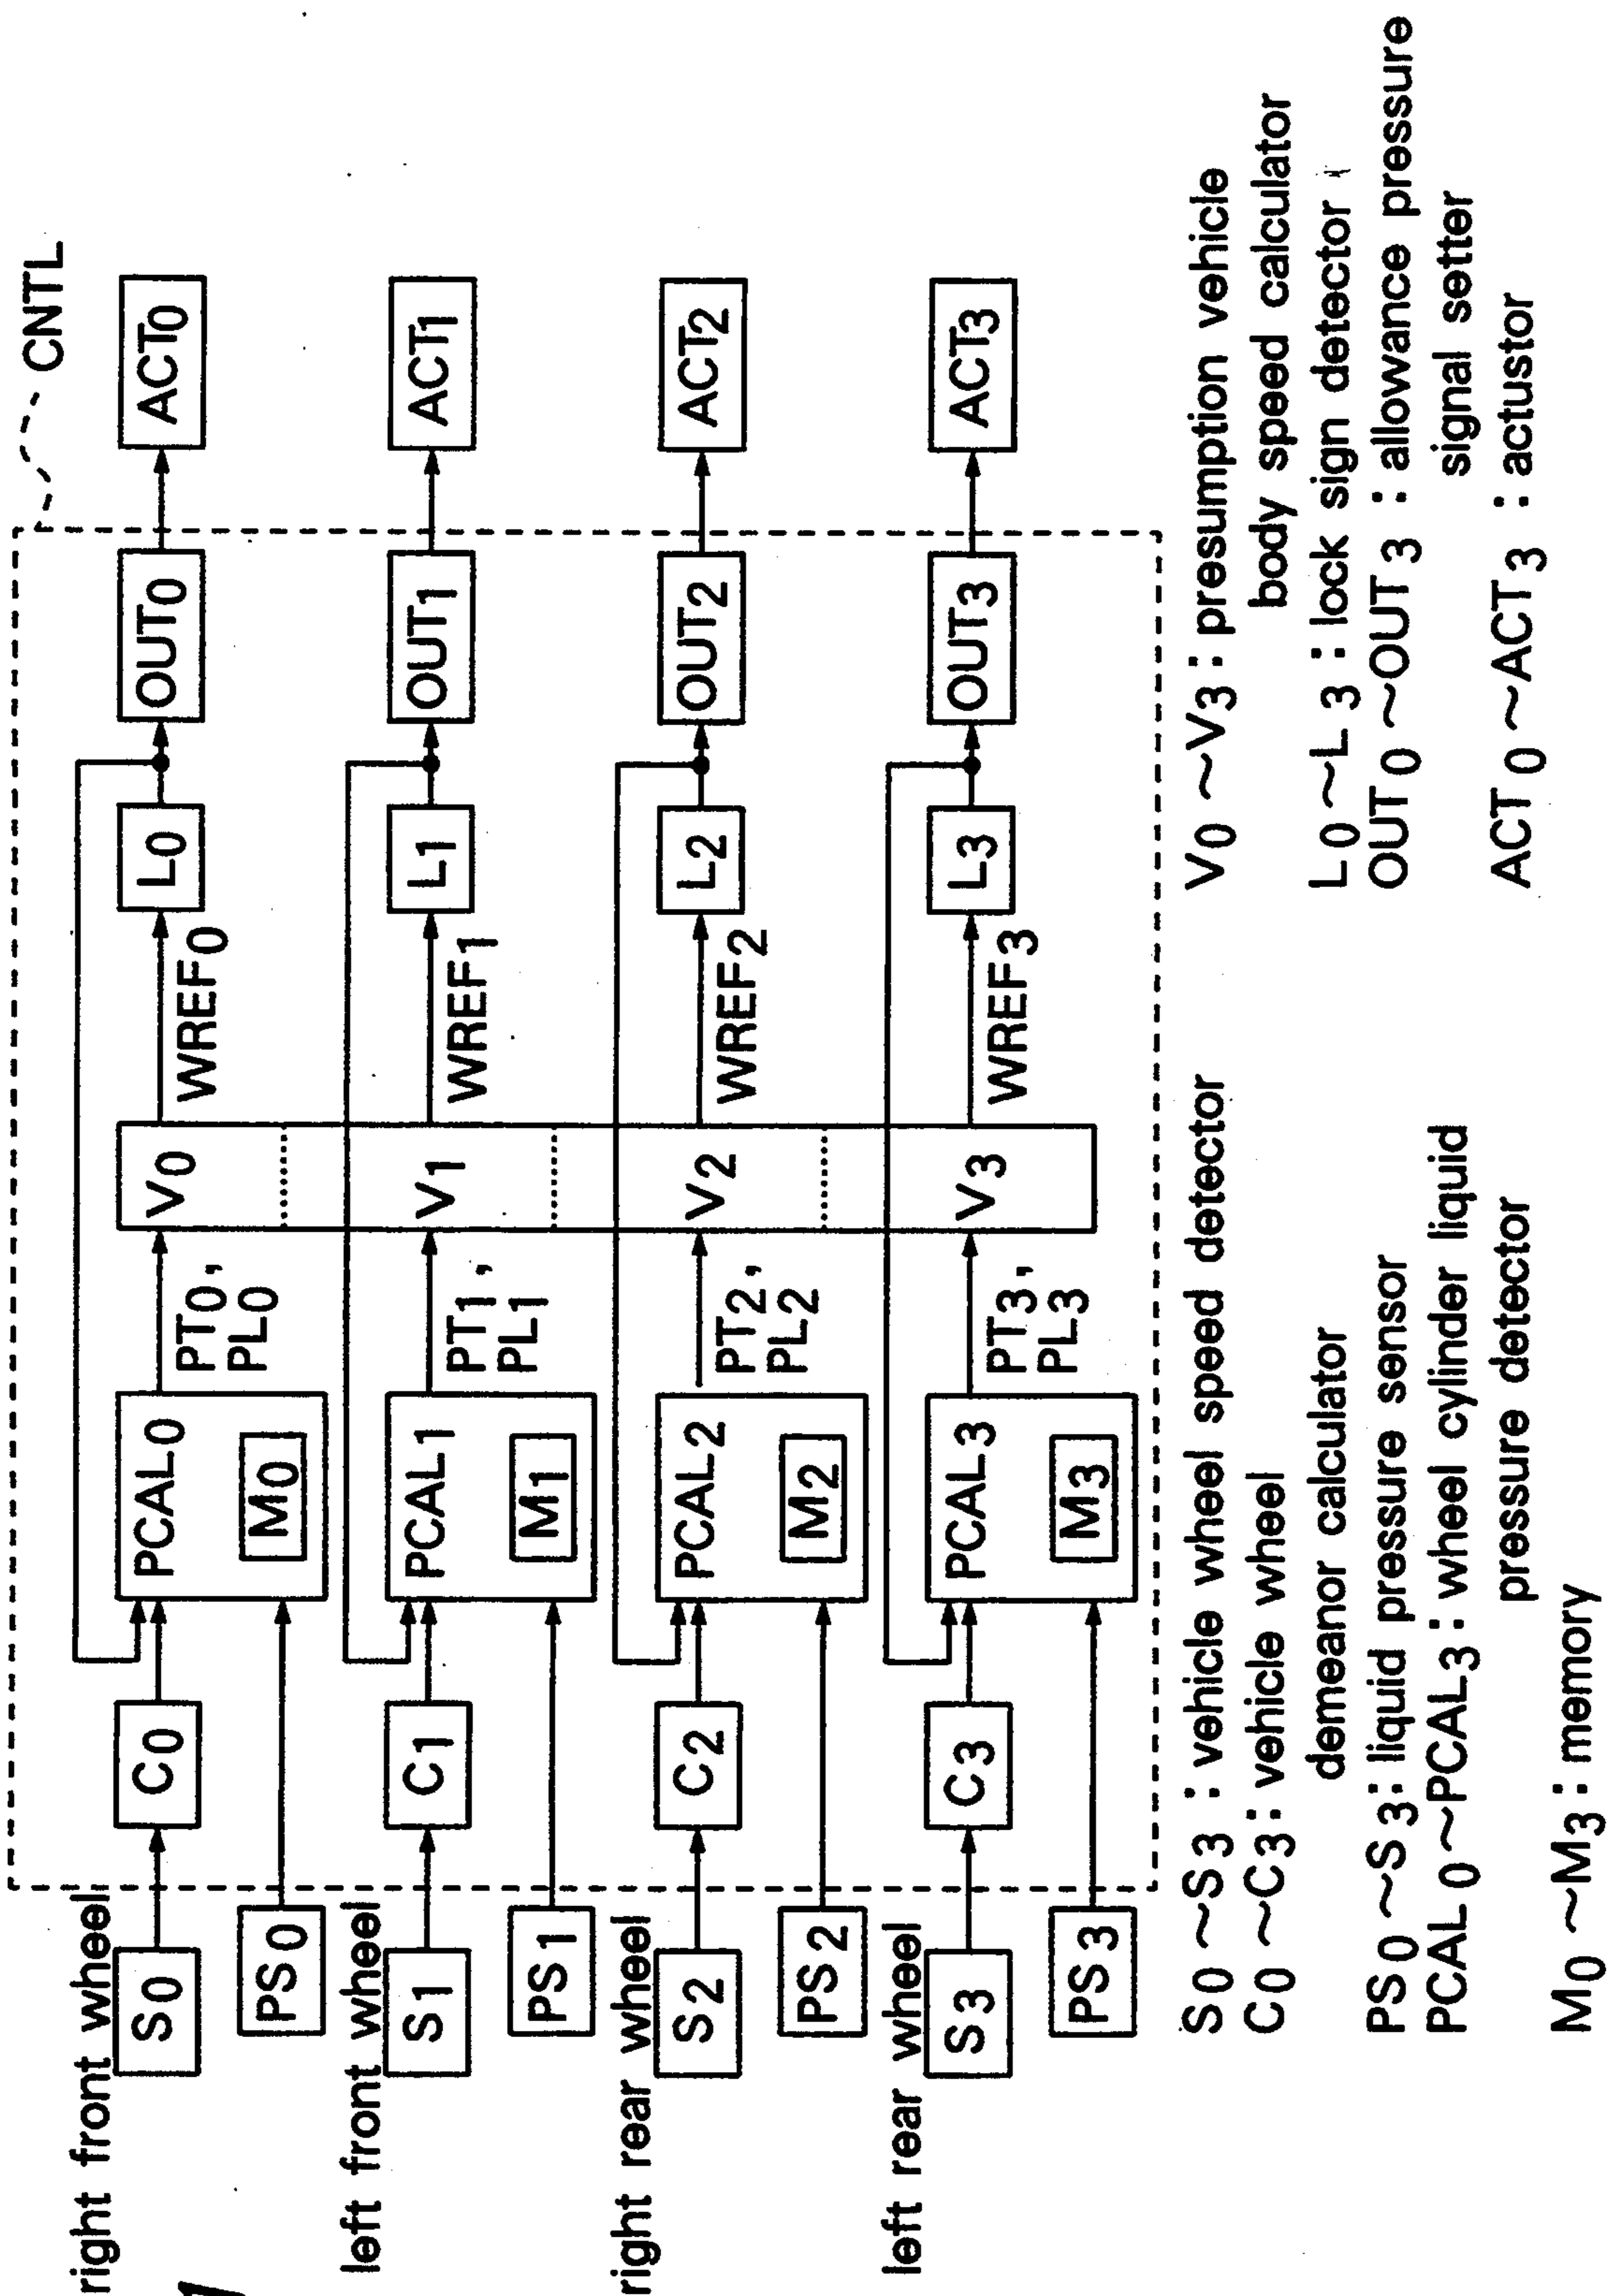 CNTL
right front wheel
S0
C0
PCAL0
M0
PT0,
PL0
V0
WREF0
L0
OUT0
ACT0
PS0
left front wheel
S1
C1
PCAL1
M1
PT1,
PL1
V1
WREF1
L1
OUT1
ACT1
PS1
right rear wheel
S2
C2
PCAL2
M2
PT2,
PL2
V2
WREF2
L2
OUT2
ACT2
PS2
left rear wheel
S3
C3
PCAL3
M3
PT3,
PL3
V3
WREF3
L3
OUT3
ACT3
PS3
S0~S3 : vehicle wheel speed detector
C0~C3 : vehicle wheel
demeanor calculator
PS0~S3 : liquid pressure sensor
PCAL0~PCAL3 : wheel cylinder liquid
pressure detector
M0~M3 : memory
V0~V3 : presumption vehicle
body speed calculator
L0~L3 : lock sign detector
OUT0~OUT3 : allowance pressure
signal setter
ACT0~ACT3 : actustor